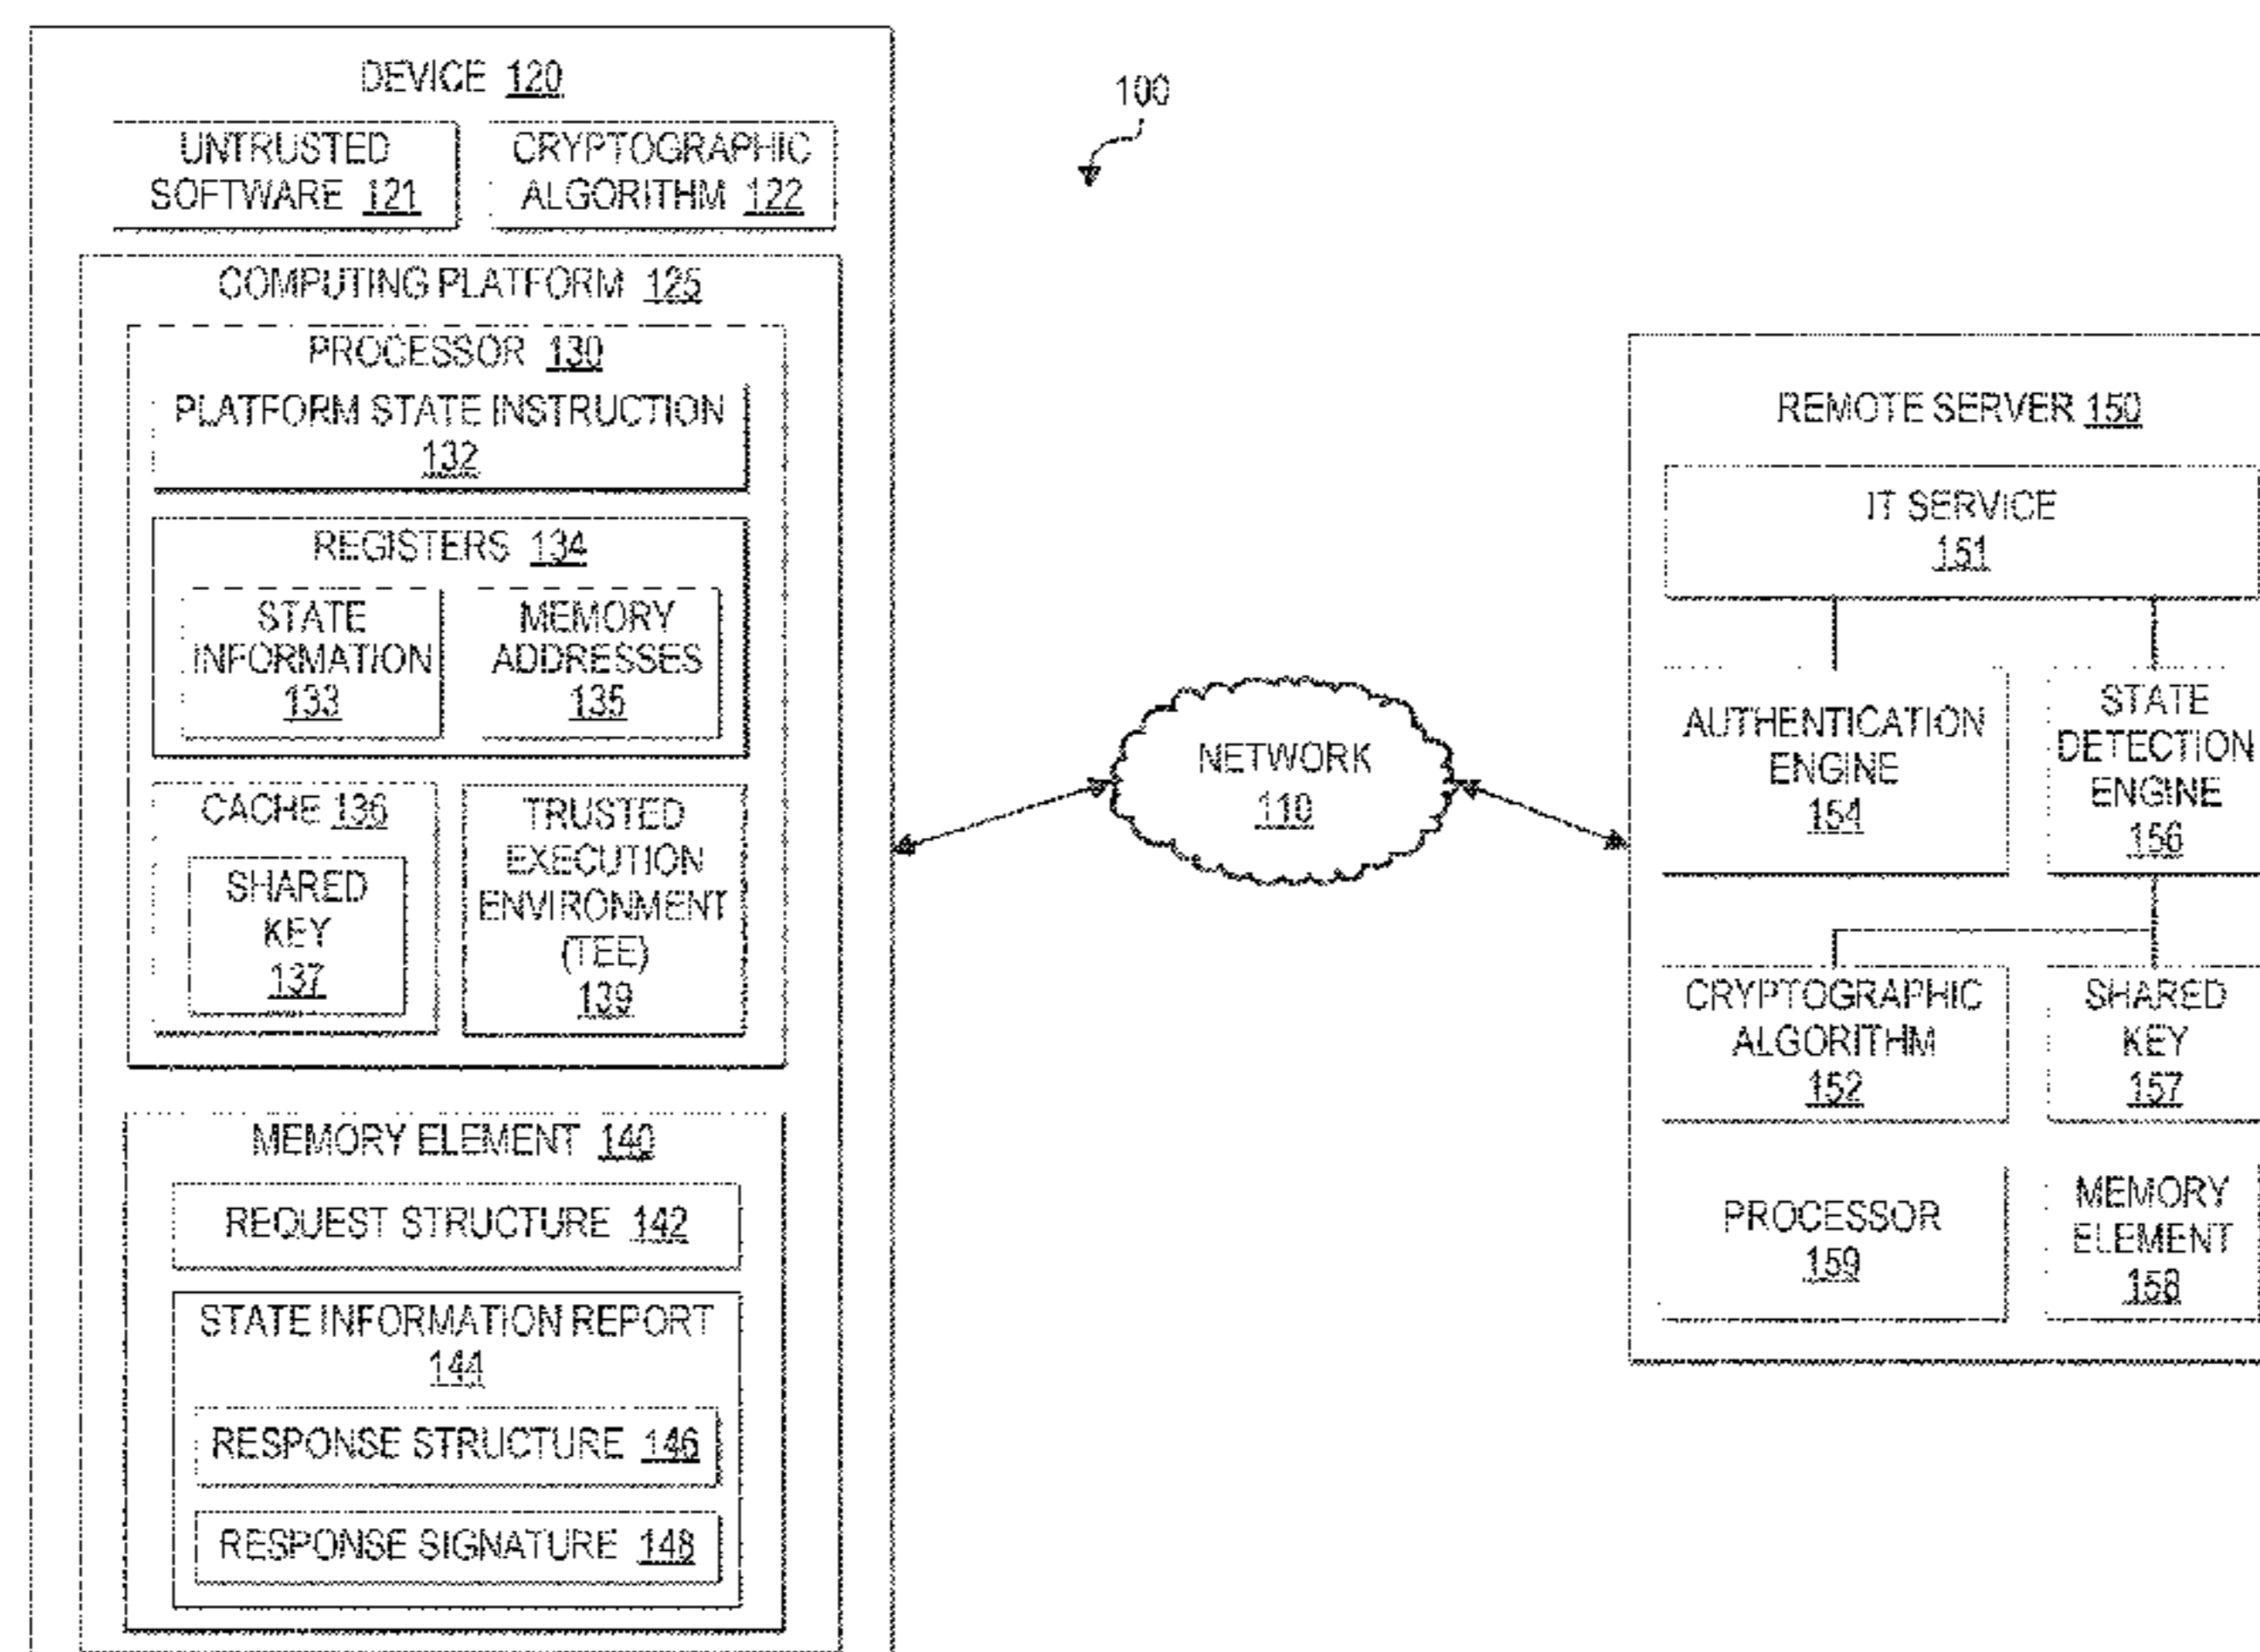 DEVICE 120
UNTRUSTED
SOFTWARE 121
CRYPTOGRAPHIC
ALGORITHM 122
COMPUTING PLATFORM 125
PROCESSOR 130
PLATFORM STATE INSTRUCTION
132
REGISTERS 134
STATE
INFORMATION
133
MEMORY
ADDRESSES
135
CACHE 136
SHARED
KEY
137
TRUSTED
EXECUTION
ENVIRONMENT
(TEE)
139
MEMORY ELEMENT 140
REQUEST STRUCTURE 142
STATE INFORMATION REPORT
144
RESPONSE STRUCTURE 146
RESPONSE SIGNATURE 148
100
NETWORK
110
REMOTE SERVER 150
IT SERVICE
151
AUTHENTICATION
ENGINE
154
STATE
DETECTION
ENGINE
156
CRYPTOGRAPHIC
ALGORITHM
152
SHARED
KEY
157
PROCESSOR
159
MEMORY
ELEMENT
158